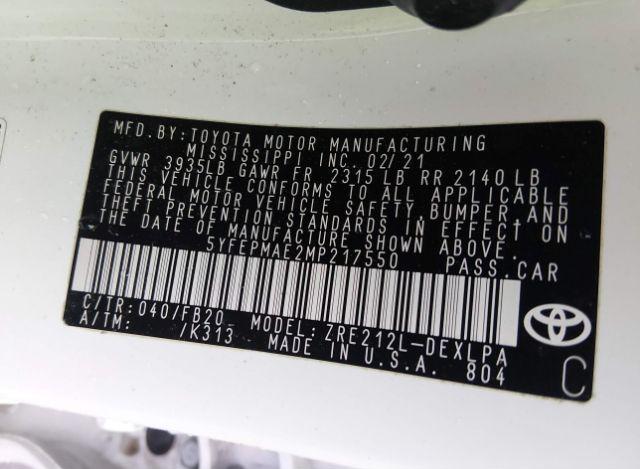 MFD.BY:TOYOTA MOTOR MANUFACTURING
MISSISSIPPI INC. 02/21
GVWR 3935LB GAWR FR 2315 LB RR 2140 LB
THIS VEHICLE CONFORMS TO ALL APPLICABLE
FEDERAL MOTOR VEHICLE SAFETY, BUMPER, AND
THEFT PREVENTION STANDARDS IN EFFECT ON
THE DATE OF MANUFACTURE SHOWN ABOVE.
5YFEPMAE2MP217550 PASS.CAR
C/TR:040/FB20 MODEL:ZRE212L-DEXLPA
A/TM: /K313 MADE IN U.S.A. 804
C